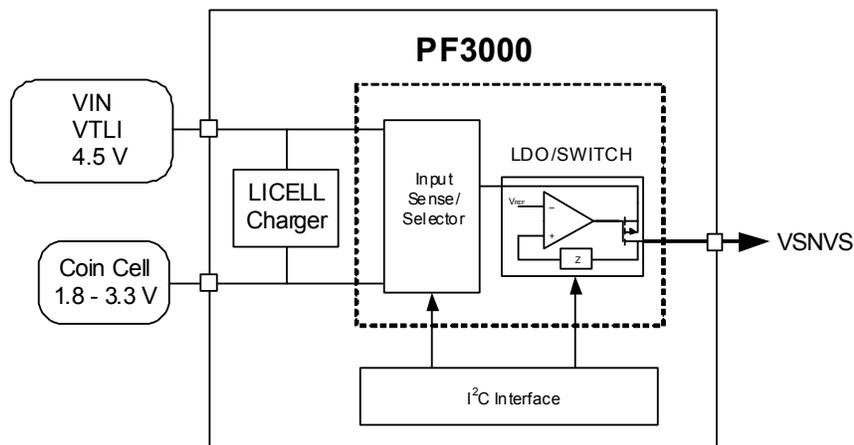 PF3000
VIN
VTLI
4.5 V
LICELL
Charger
Coin Cell
1.8 - 3.3 V
Input
Sense/
Selector
LDO/SWITCH
VREF
−
+
Z
VSNVS
I²C Interface